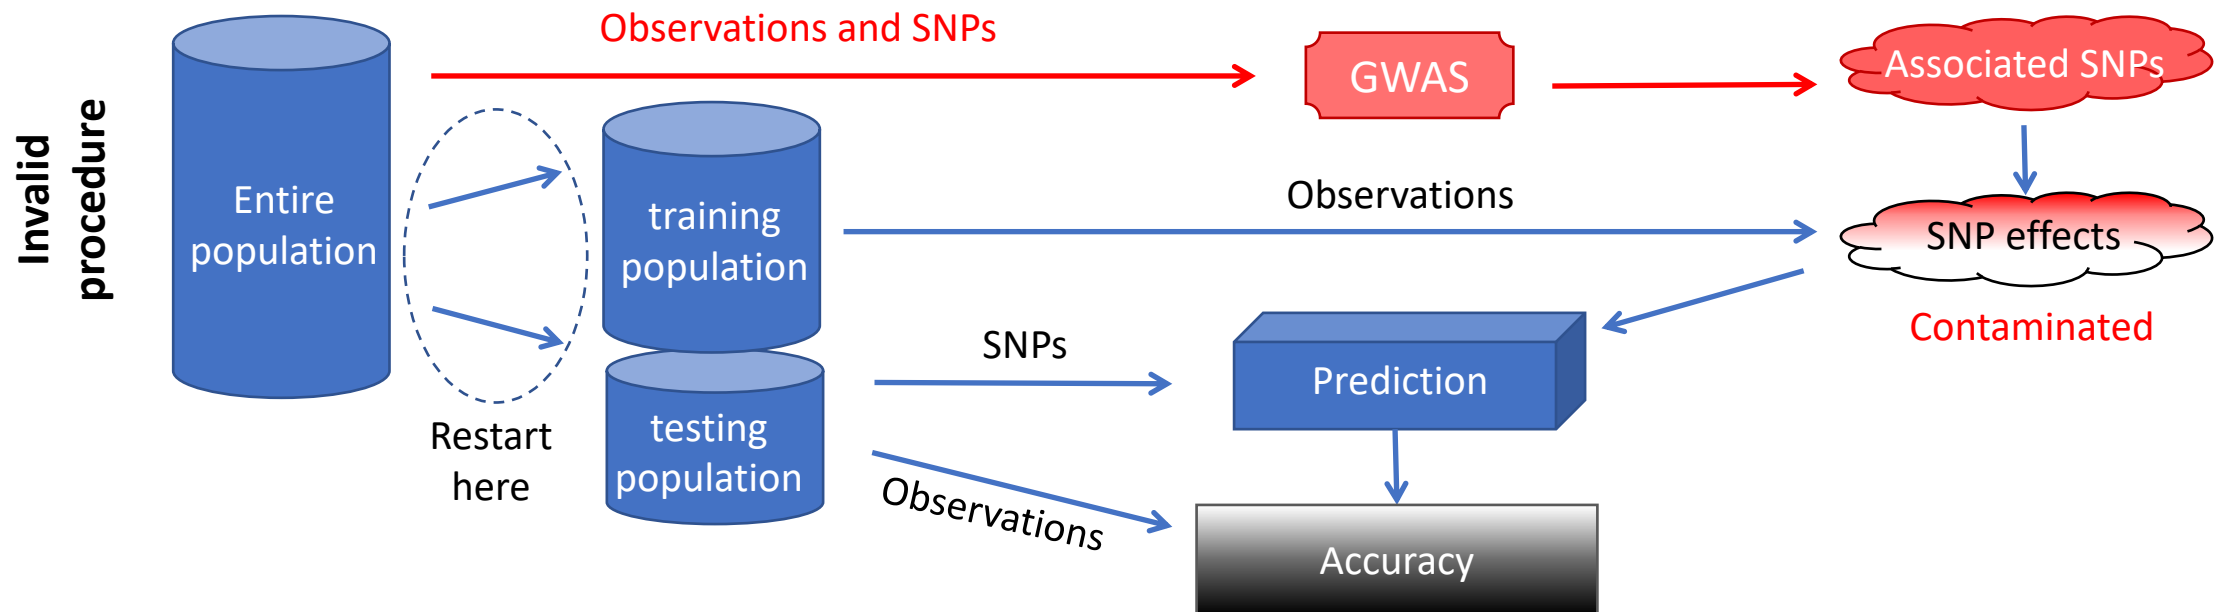 Invalid
procedure
Entire
population
Observations and SNPs
GWAS
Associated SNPs
Restart
here
training
population
Observations
SNP effects
Contaminated
testing
population
SNPs
Prediction
Observations
Accuracy